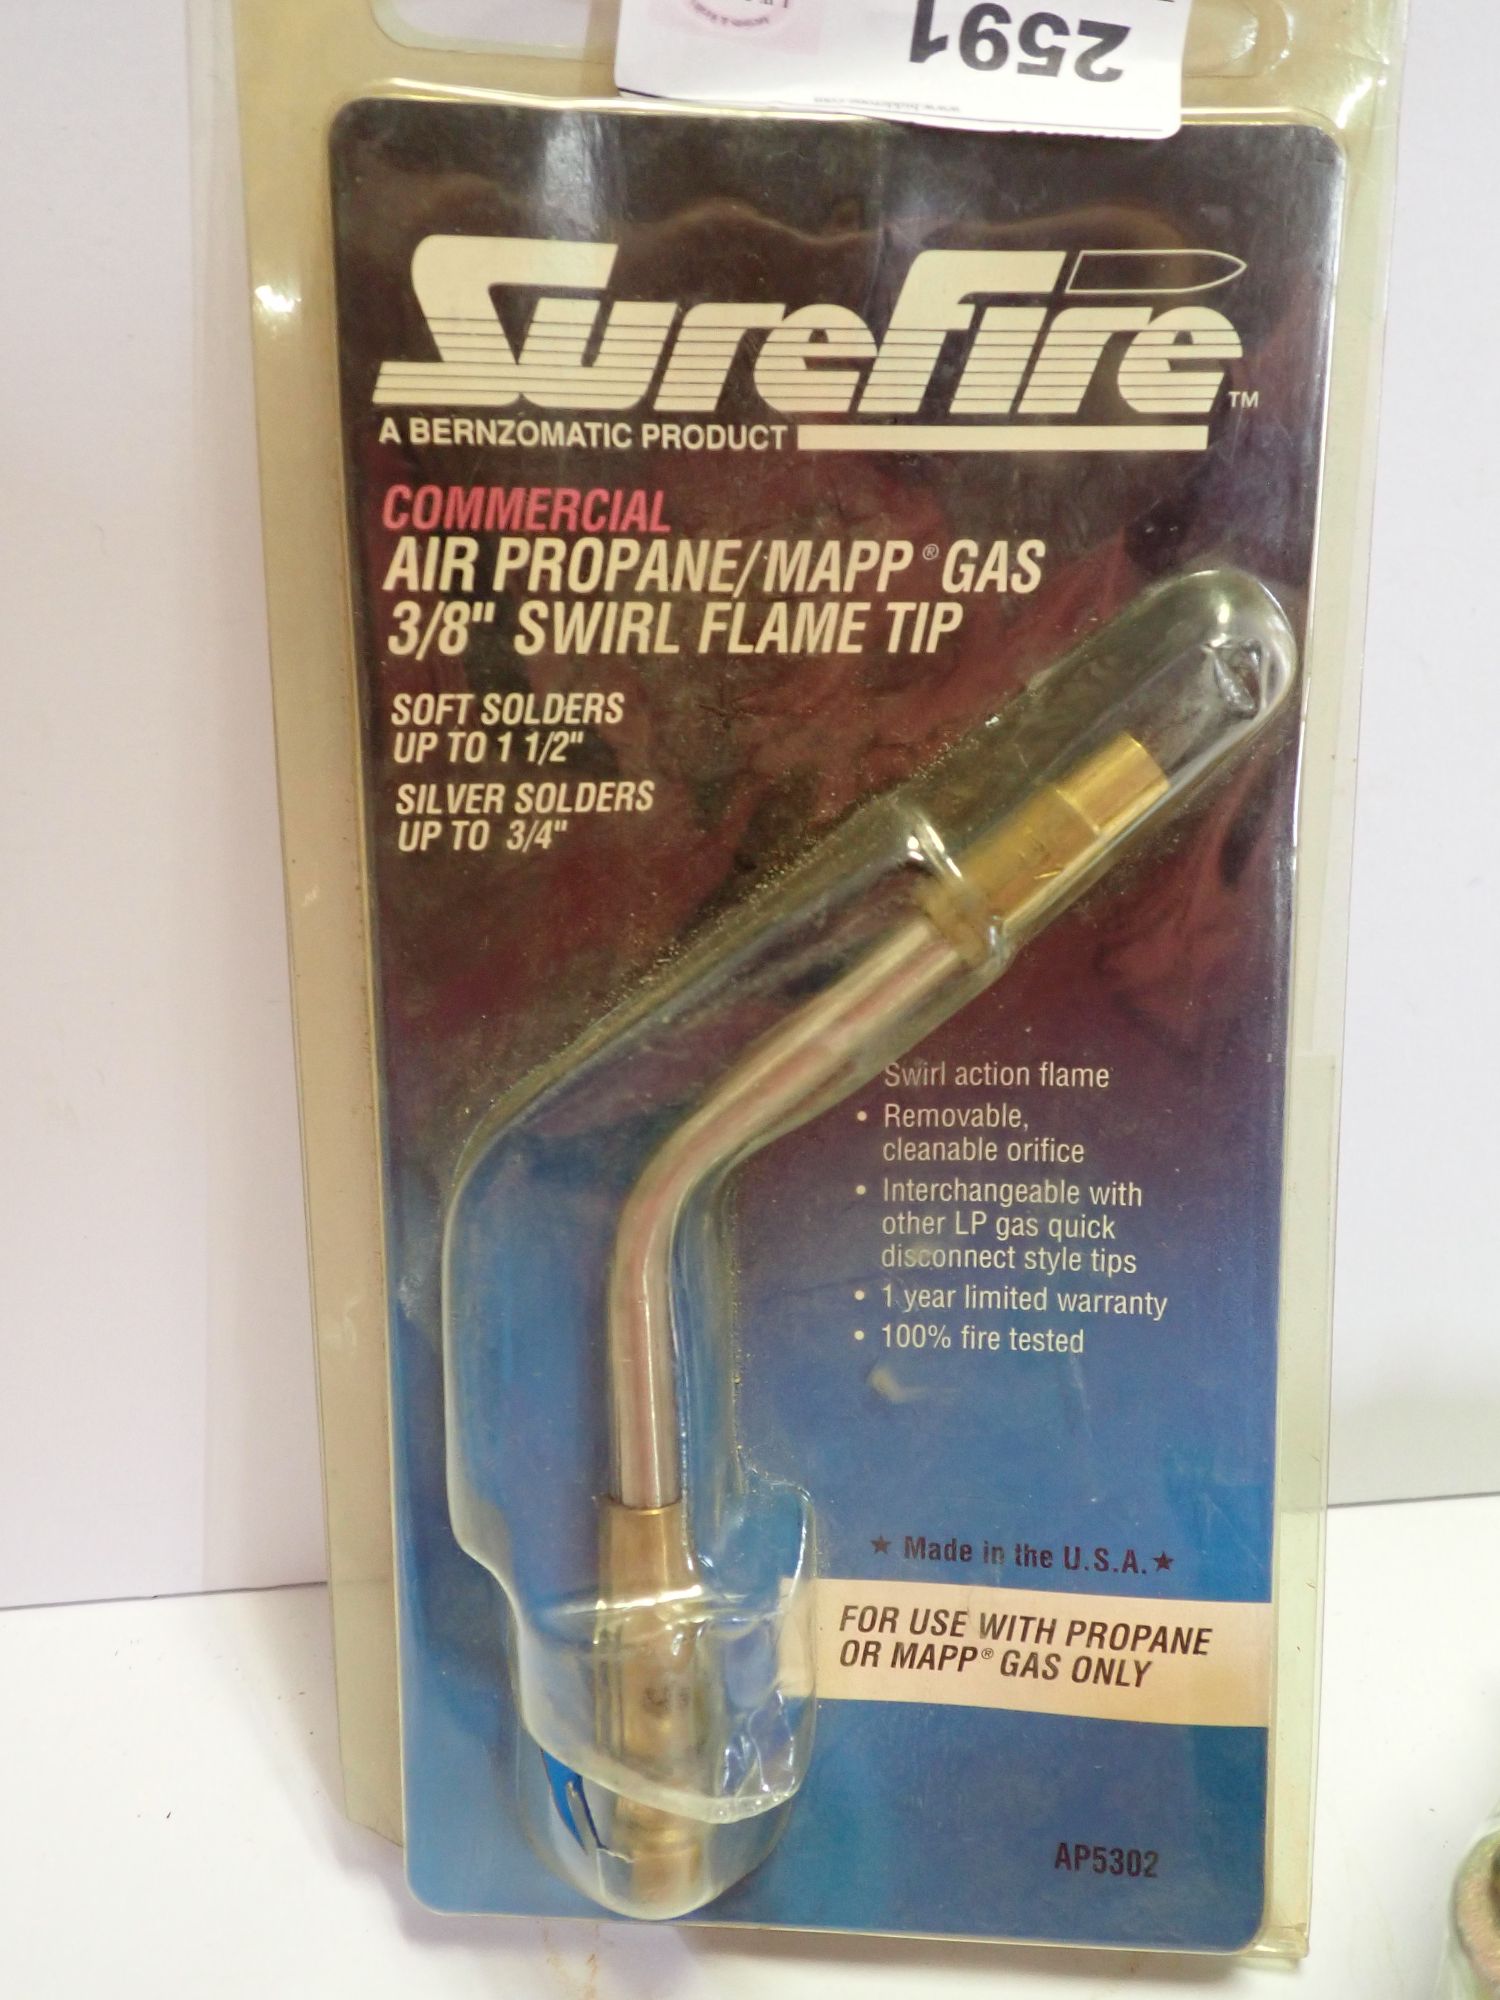 2591
SureFire™
A BERNZOMATIC PRODUCT
COMMERCIAL
AIR PROPANE/MAPP® GAS
3/8" SWIRL FLAME TIP
SOFT SOLDERS
UP TO 1 1/2"
SILVER SOLDERS
UP TO 3/4"
Swirl action flame
• Removable,
cleanable orifice
• Interchangeable with
other LP gas quick
disconnect style tips
• 1 year limited warranty
• 100% fire tested
★ Made in the U.S.A. ★
FOR USE WITH PROPANE
OR MAPP® GAS ONLY
AP5302